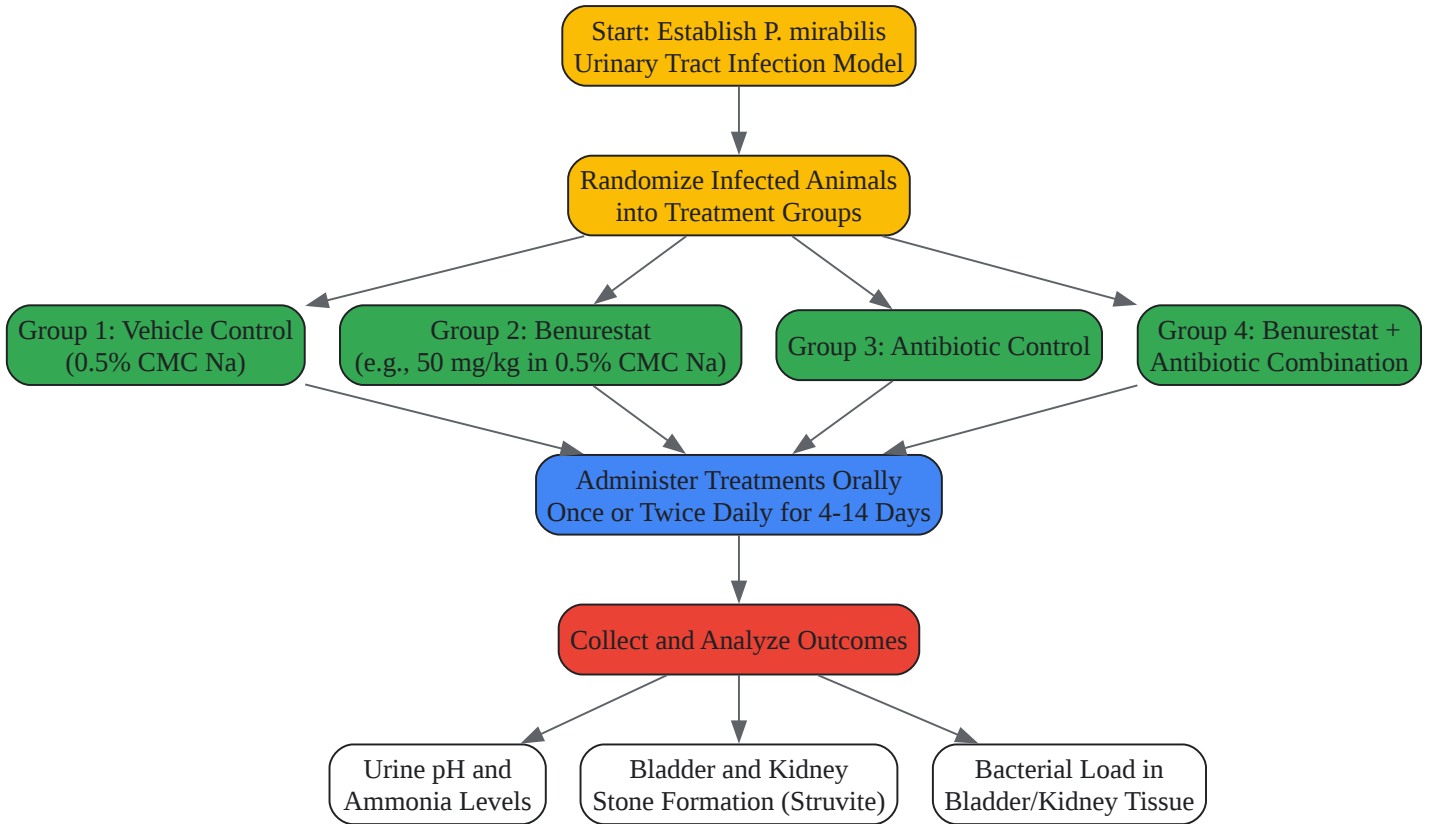 Start: Establish P. mirabilis
Urinary Tract Infection Model
Randomize Infected Animals
into Treatment Groups
Group 1: Vehicle Control
(0.5% CMC Na)
Group 2: Benurestat
(e.g., 50 mg/kg in 0.5% CMC Na)
Group 3: Antibiotic Control
Group 4: Benurestat +
Antibiotic Combination
Administer Treatments Orally
Once or Twice Daily for 4-14 Days
Collect and Analyze Outcomes
Urine pH and
Ammonia Levels
Bladder and Kidney
Stone Formation (Struvite)
Bacterial Load in
Bladder/Kidney Tissue